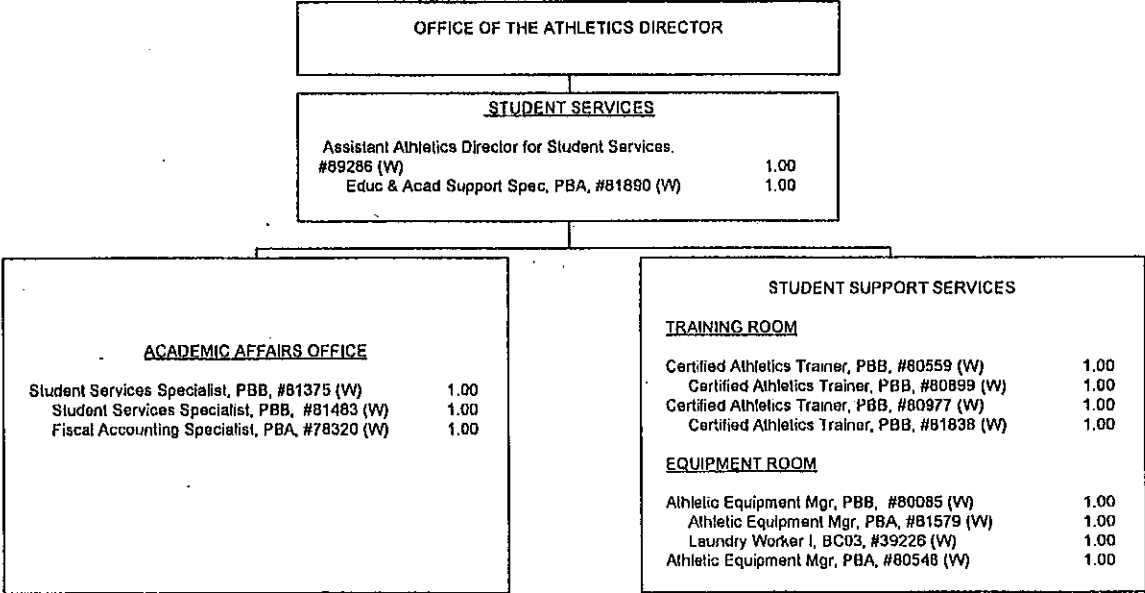 OFFICE OF THE ATHLETICS DIRECTOR
STUDENT SERVICES
Assistant Athletics Director for Student Services,
#89286 (W) 1.00
Educ & Acad Support Spec, PBA, #81890 (W) 1.00
ACADEMIC AFFAIRS OFFICE
Student Services Specialist, PBB, #81375 (W) 1.00
Student Services Specialist, PBB, #81483 (W) 1.00
Fiscal Accounting Specialist, PBA, #78320 (W) 1.00
STUDENT SUPPORT SERVICES
TRAINING ROOM
Certified Athletics Trainer, PBB, #80559 (W) 1.00
Certified Athletics Trainer, PBB, #80899 (W) 1.00
Certified Athletics Trainer, PBB, #80977 (W) 1.00
Certified Athletics Trainer, PBB, #81838 (W) 1.00
EQUIPMENT ROOM
Athletic Equipment Mgr, PBB, #80085 (W) 1.00
Athletic Equipment Mgr, PBA, #81579 (W) 1.00
Laundry Worker I, BC03, #39226 (W) 1.00
Athletic Equipment Mgr, PBA, #80548 (W) 1.00